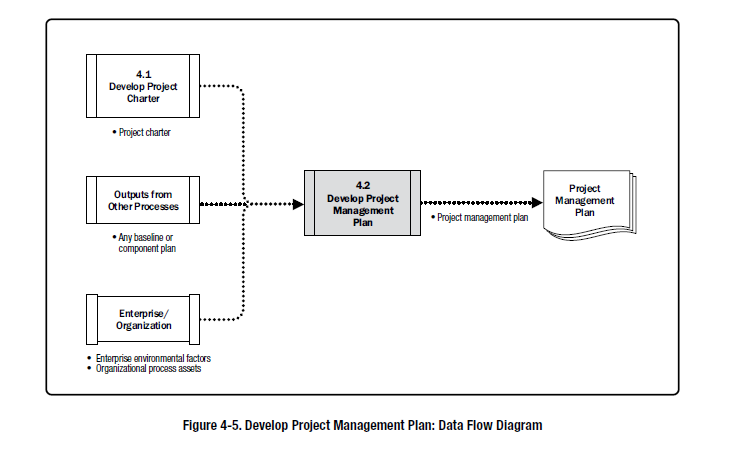 4.1
Develop Project
Charter
• Project charter
Outputs from
Other Processes
• Any baseline or
component plan
Enterprise/
Organization
• Enterprise environmental factors
• Organizational process assets
4.2
Develop Project
Management
Plan
• Project management plan
Project
Management
Plan
Figure 4-5. Develop Project Management Plan: Data Flow Diagram